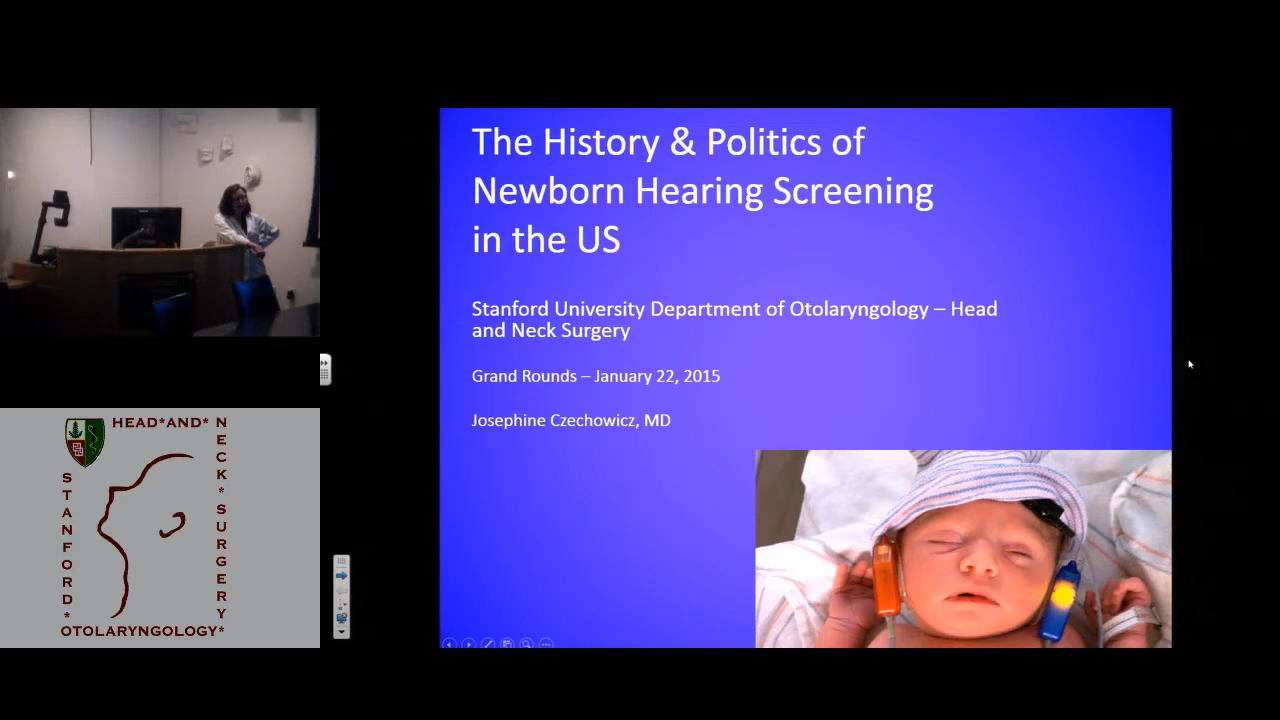 The History & Politics of
Newborn Hearing Screening
in the US
Stanford University Department of Otolaryngology – Head
and Neck Surgery
Grand Rounds – January 22, 2015
Josephine Czechowicz, MD
HEAD*AND*
NECK*SURGERY*
STANFORD*
OTOLARYNGOLOGY*